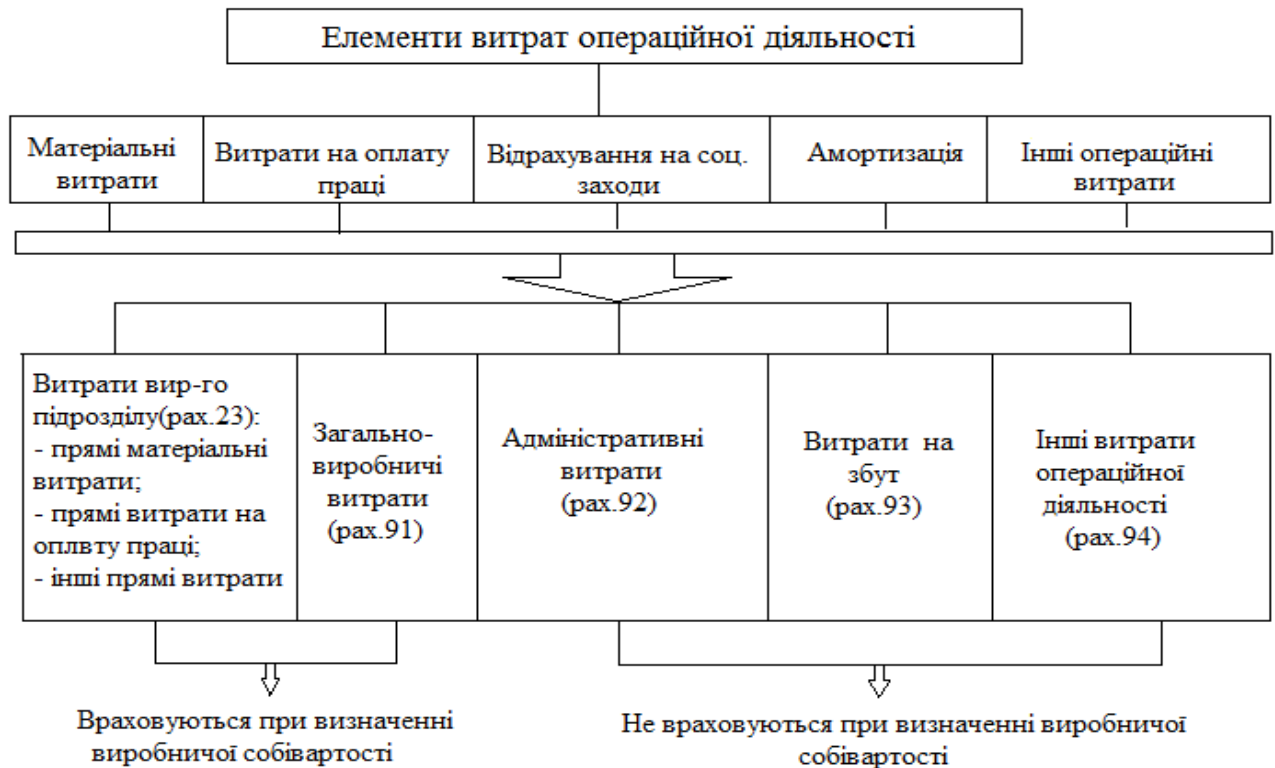 Елементи витрат операційної діяльності
Матеріальні
витрати
Витрати на оплату
праці
Відрахування на соц.
заходи
Амортизація
Інші операційні
витрати
Витрати вир-го
підрозділу(рах.23):
- прямі матеріальні
витрати;
- прямі витрати на
оплвту праці;
- інші прямі витрати
Загально-
виробничі
витрати
(рах.91)
Адміністративні
витрати
(рах.92)
Витрати на
збут
(рах.93)
Інші витрати
операційної
діяльності
(рах.94)
Враховуються при визначенні
виробничої собівартості
Не враховуються при визначенні виробничої
собівартості